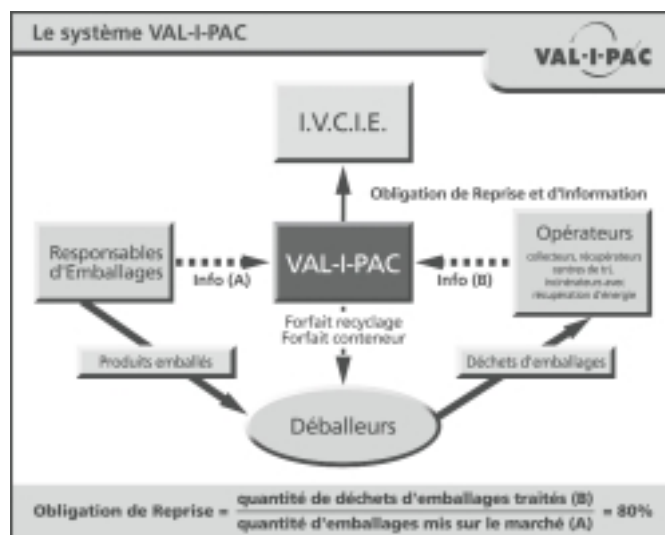 Le système VAL-I-PAC
VAL·I·PAC
I.V.C.I.E.
Obligation de Reprise et d'Information
Responsables
d'Emballages
Info (A)
VAL-I-PAC
Info (B)
Opérateurs
collecteurs, récupérateurs
centres de tri,
incinérateurs avec
récupération d'énergie
Forfait recyclage
Forfait conteneur
Produits emballés
Déchets d'emballages
Déballeurs
Obligation de Reprise = quantité de déchets d'emballages traités (B)
quantité d'emballages mis sur le marché (A) = 80%